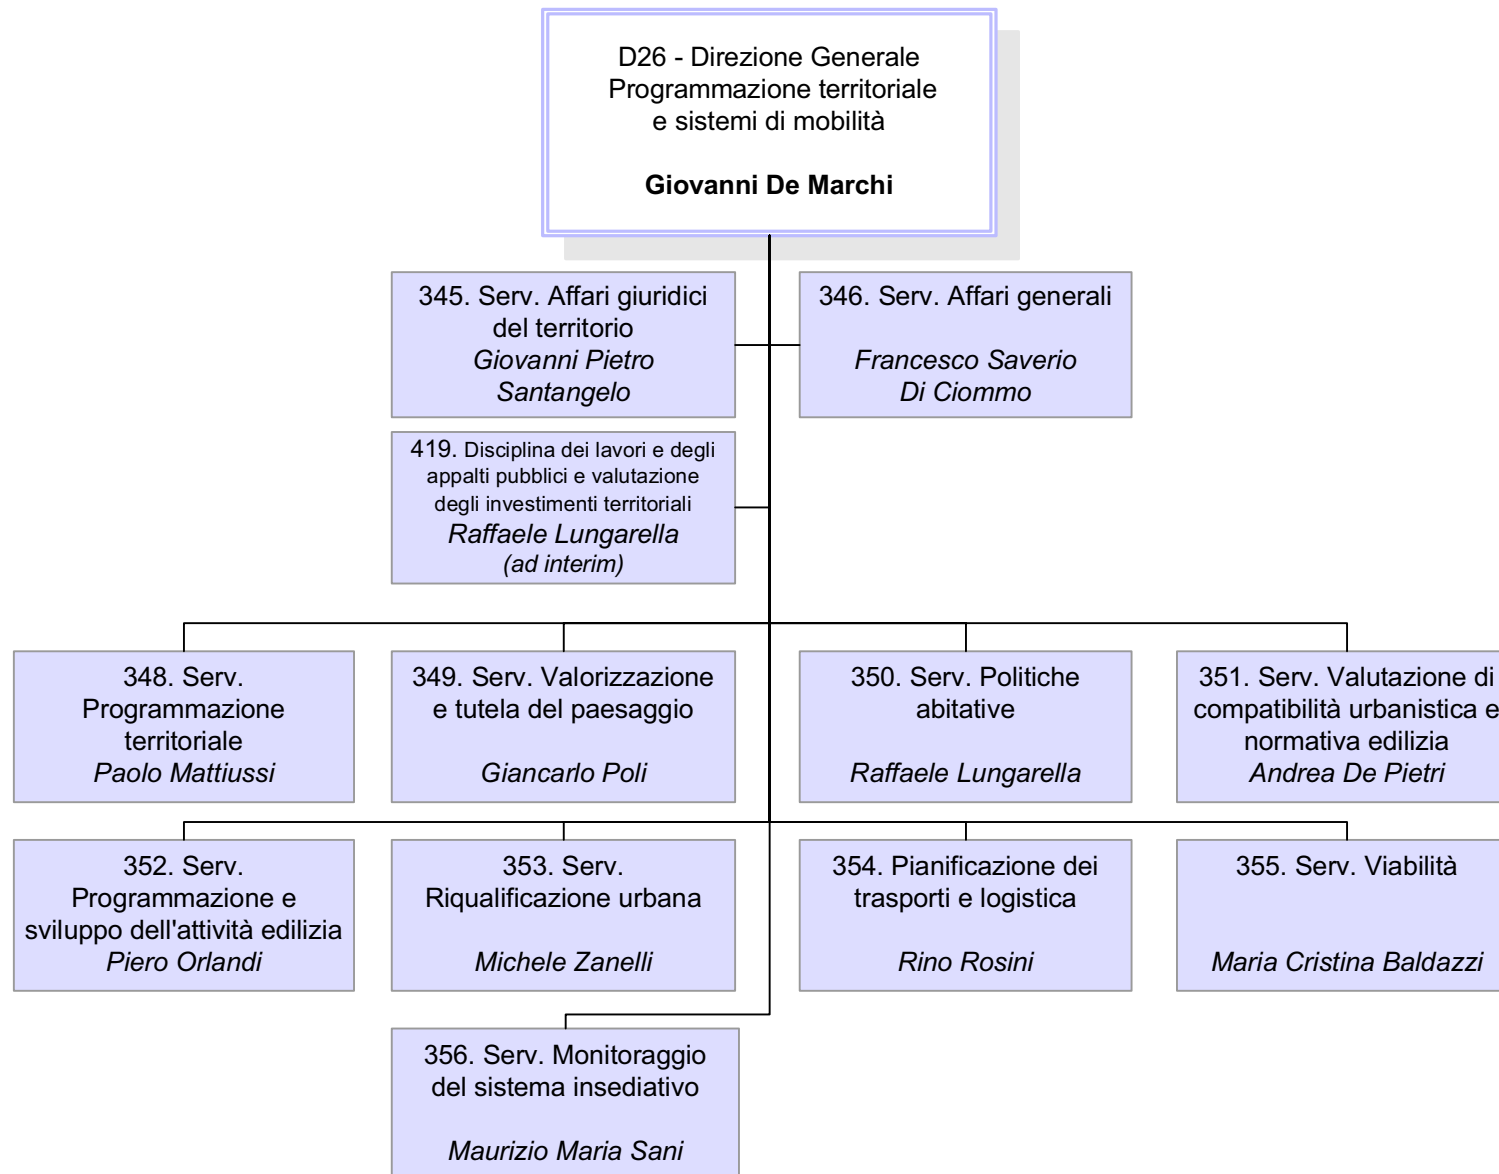 D26 - Direzione Generale
Programmazione territoriale
e sistemi di mobilità
Giovanni De Marchi
345. Serv. Affari giuridici
del territorio
Giovanni Pietro
Santangelo
346. Serv. Affari generali
Francesco Saverio
Di Ciommo
419. Disciplina dei lavori e degli
appalti pubblici e valutazione
degli investimenti territoriali
Raffaele Lungarella
(ad interim)
348. Serv.
Programmazione
territoriale
Paolo Mattiussi
349. Serv. Valorizzazione
e tutela del paesaggio
Giancarlo Poli
350. Serv. Politiche
abitative
Raffaele Lungarella
351. Serv. Valutazione di
compatibilità urbanistica e
normativa edilizia
Andrea De Pietri
352. Serv.
Programmazione e
sviluppo dell'attività edilizia
Piero Orlandi
353. Serv.
Riqualificazione urbana
Michele Zanelli
354. Pianificazione dei
trasporti e logistica
Rino Rosini
355. Serv. Viabilità
Maria Cristina Baldazzi
356. Serv. Monitoraggio
del sistema insediativo
Maurizio Maria Sani